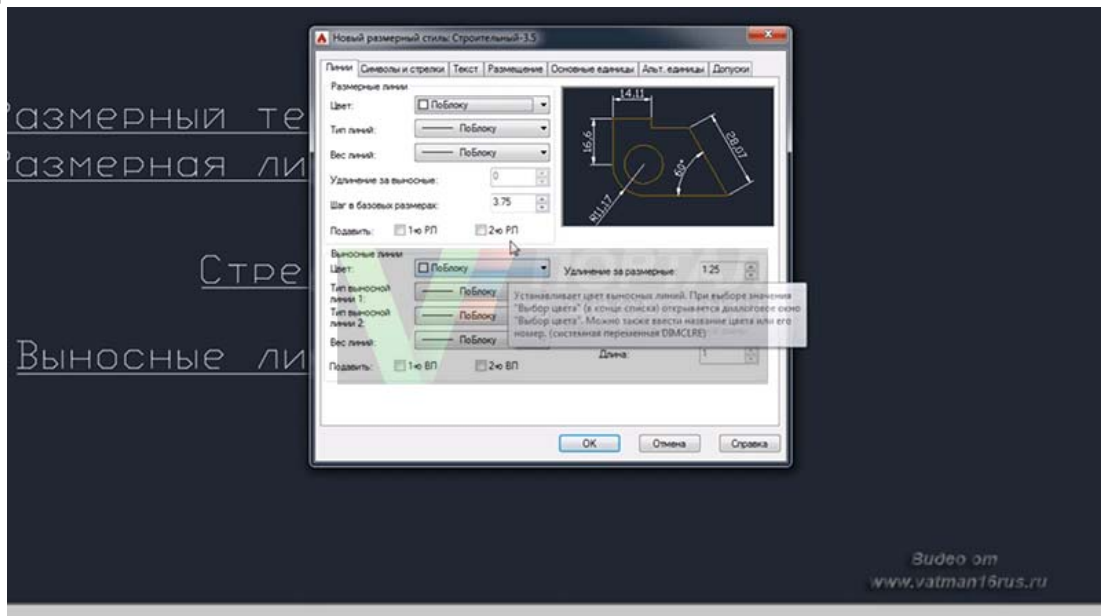 Новый размерный стиль: Строительный-3.5
Линии Символы и стрелки Текст Размещение Основные единицы Альт. единицы Допуски
Размерные линии
Цвет: ПоБлоку
Тип линий: ПоБлоку
Вес линий: ПоБлоку
Удлинение за выносные: 0
Шаг в базовых размерах: 3.75
Подавить: 1-ю РЛ 2-ю РЛ
14,11
16,6
28,07
60°
R11,17
Выносные линии
Цвет: ПоБлоку
Удлинение за размерные: 1.25
Тип выносной линии 1: ПоБлоку
Тип выносной линии 2: ПоБлоку
Вес линий: ПоБлоку
Подавить: 1-ю ВЛ 2-ю ВЛ
Устанавливает цвет выносных линий. При выборе значения
"Выбор цвета" (в конце списка) открывается диалоговое окно
"Выбор цвета". Можно также ввести название цвета или его
номер. (системная переменная DIMCLRE)
Длина: 1
OK Отмена Справка
азмерный те
азмерная ли
Стре
Выносные ли
Видео от
www.vatman16rus.ru